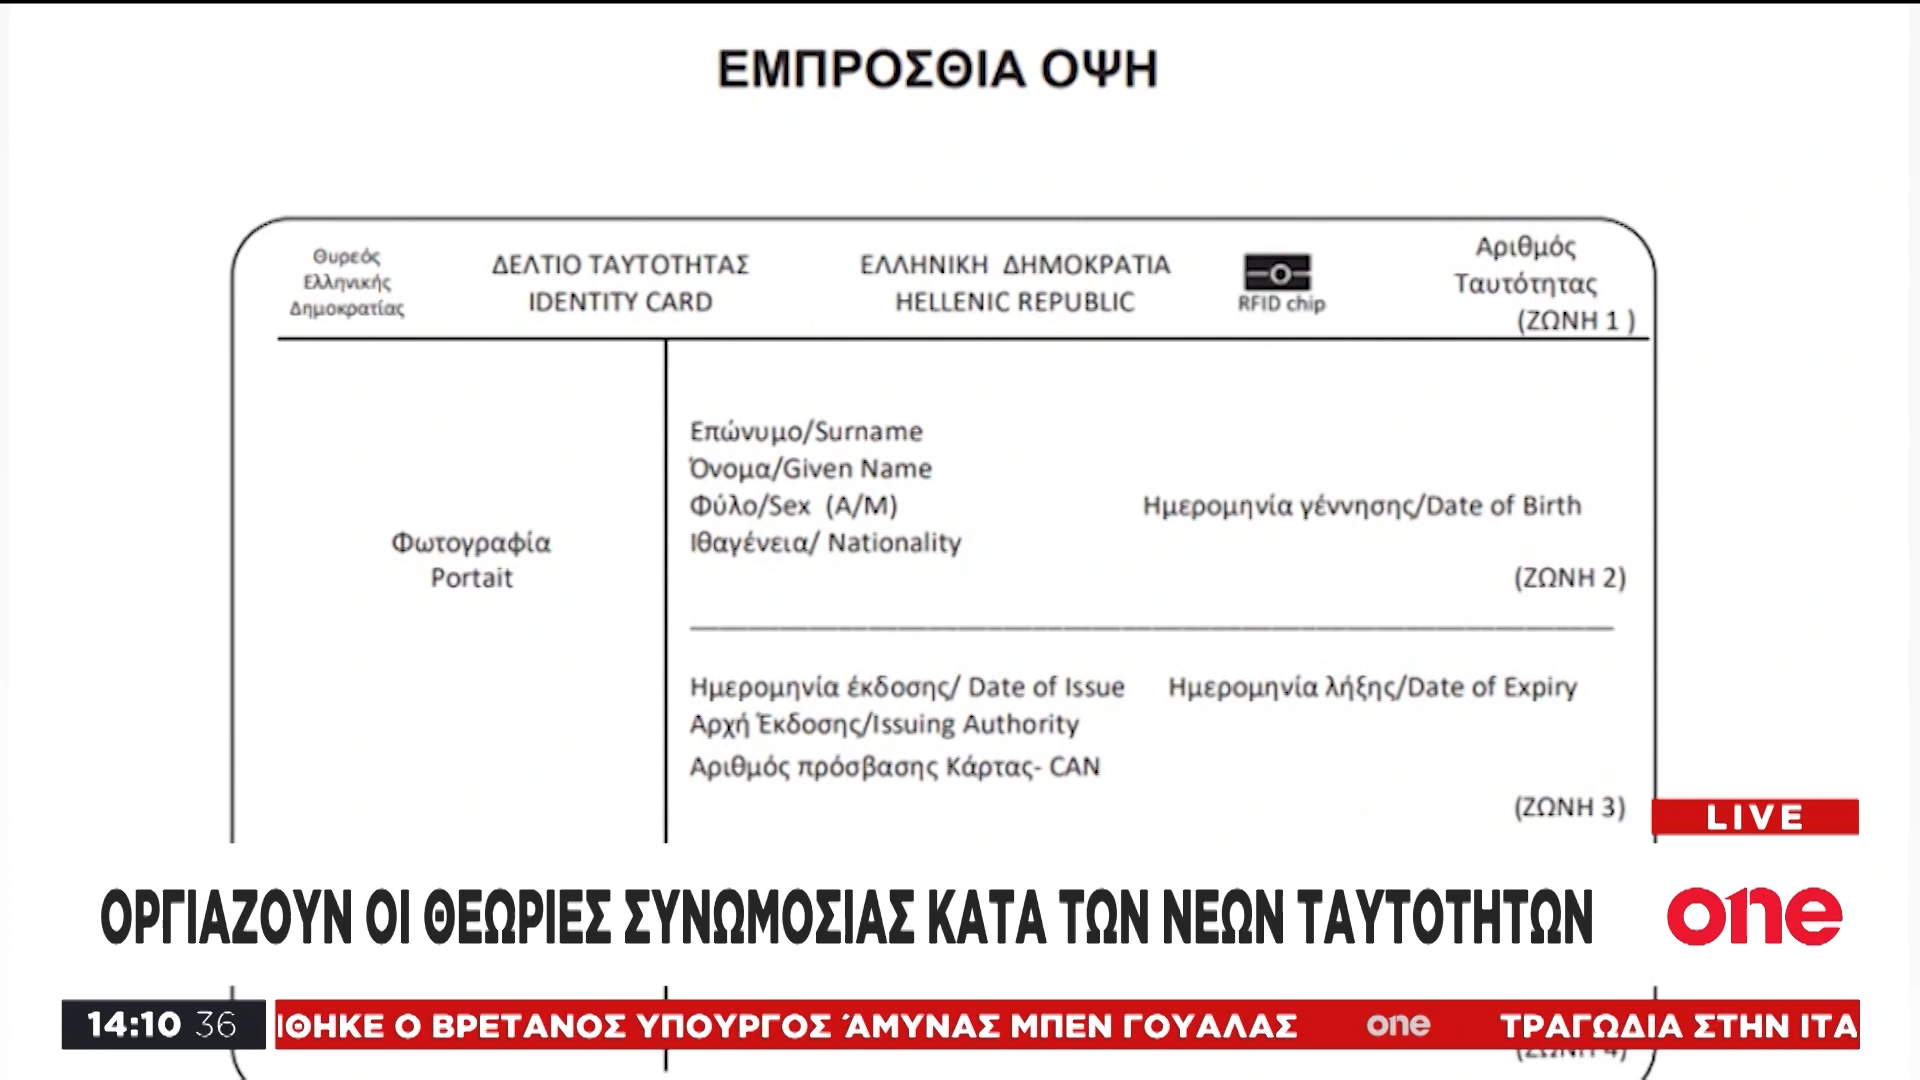 ΕΜΠΡΟΣΘΙΑ ΟΨΗ
Θυρεός
Ελληνικής
Δημοκρατίας
ΔΕΛΤΙΟ ΤΑΥΤΟΤΗΤΑΣ
IDENTITY CARD
ΕΛΛΗΝΙΚΗ ΔΗΜΟΚΡΑΤΙΑ
HELLENIC REPUBLIC
RFID chip
Αριθμός
Ταυτότητας
(ΖΩΝΗ 1 )
Φωτογραφία
Portait
Επώνυμο/Surname
Όνομα/Given Name
Φύλο/Sex (Α/Μ)
Ημερομηνία γέννησης/Date of Birth
Ιθαγένεια/ Nationality
(ΖΩΝΗ 2)
Ημερομηνία έκδοσης/ Date of Issue
Ημερομηνία λήξης/Date of Expiry
Αρχή Έκδοσης/Issuing Authority
Αριθμός πρόσβασης Κάρτας- CAN
(ΖΩΝΗ 3)
LIVE
ΟΡΓΙΑΖΟΥΝ ΟΙ ΘΕΩΡΙΕΣ ΣΥΝΩΜΟΣΙΑΣ ΚΑΤΑ ΤΩΝ ΝΕΩΝ ΤΑΥΤΟΤΗΤΩΝ
one
14:10 36
ΙΘΗΚΕ Ο ΒΡΕΤΑΝΟΣ ΥΠΟΥΡΓΟΣ ΆΜΥΝΑΣ ΜΠΕΝ ΓΟΥΑΛΑΣ one ΤΡΑΓΩΔΙΑ ΣΤΗΝ ΙΤΑ